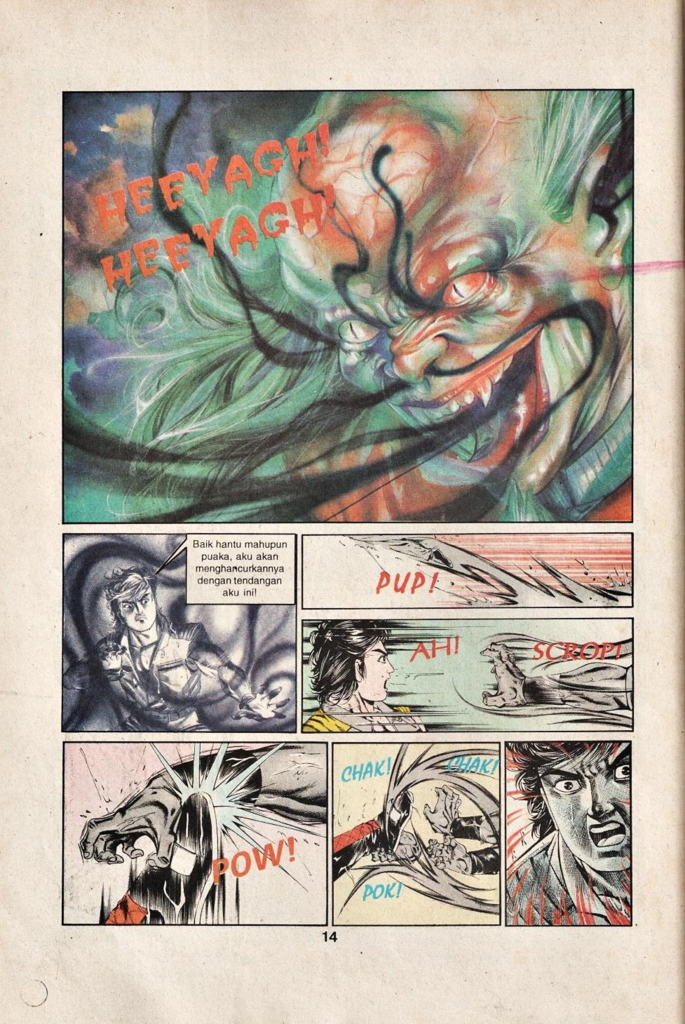 HEEYAGH!
HEEYAGH!
Baik hantu mahupun
puaka, aku akan
menghancurkannya
dengan tendangan
aku ini!
PUP!
AH!
SCROP!
POW!
CHAK!
CHAK!
POK!
14